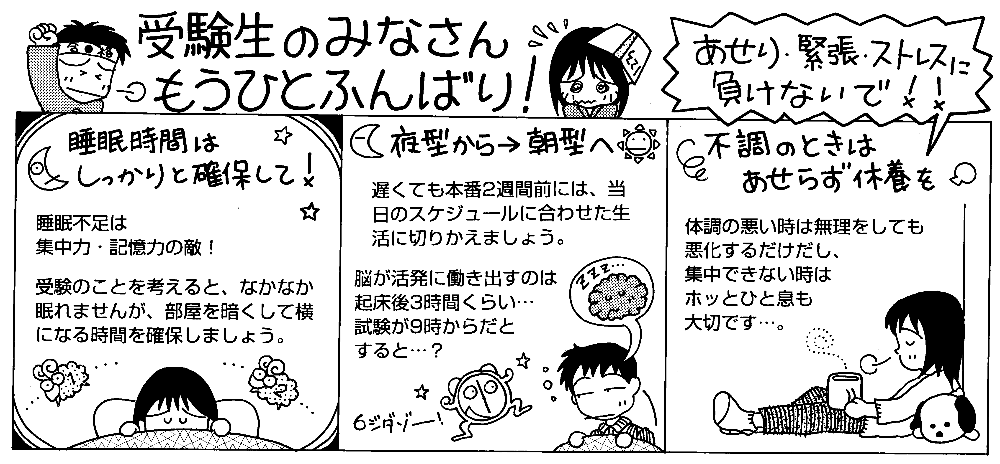 受験生のみなさん
もうひとふんばり!
合●格
あせり・緊張・ストレスに
負けないで!!
睡眠時間は
しっかりと確保して!
睡眠不足は
集中力・記憶力の敵!
受験のことを考えると、なかなか
眠れませんが、部屋を暗くして横
になる時間を確保しましょう。
1
2
夜型から→朝型へ
遅くても本番2週間前には、当
日のスケジュールに合わせた生
活に切りかえましょう。
脳が活発に働き出すのは
起床後3時間くらい…
試験が9時からだと
すると…?
ZZZ…
6ジダゾー!
不調のときは
あせらず休養を
体調の悪い時は無理をしても
悪化するだけだし、
集中できない時は
ホッとひと息も
大切です…。